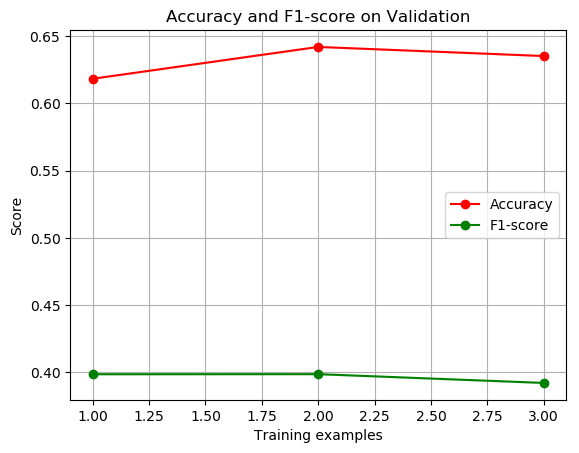 Accuracy and F1-score on Validation
0.65
0.60
0.55
0.50
0.45
0.40
Score
Accuracy
F1-score
1.00 1.25 1.50 1.75 2.00 2.25 2.50 2.75 3.00
Training examples